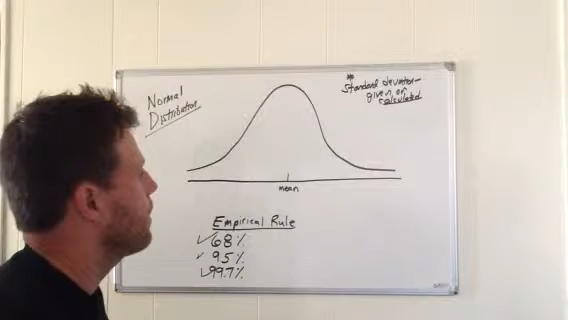 Normal
Distribution
** Standard deviation-
given or
calculated
mean
Empirical Rule
✓68%
✓95%
✓99.7%